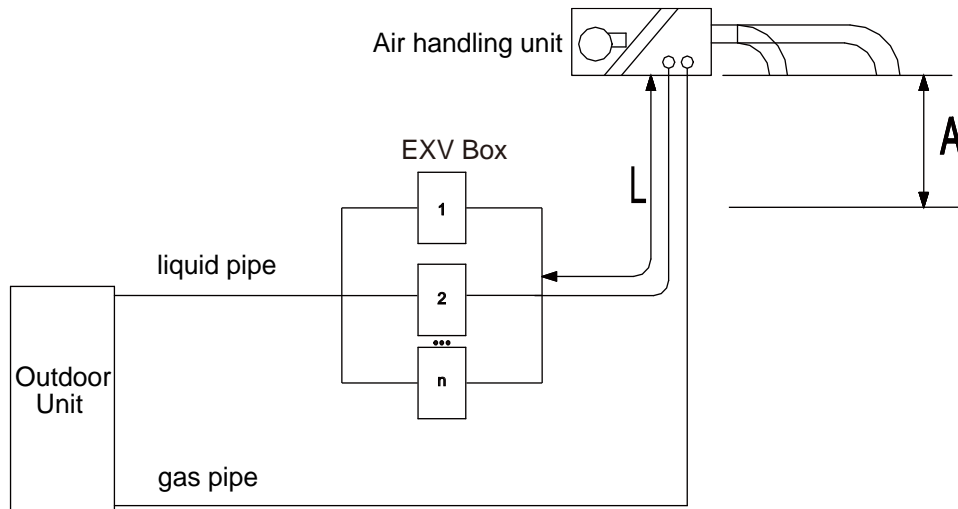 Air handling unit
A
EXV Box
L
1
liquid pipe
2
•••
n
Outdoor
Unit
gas pipe